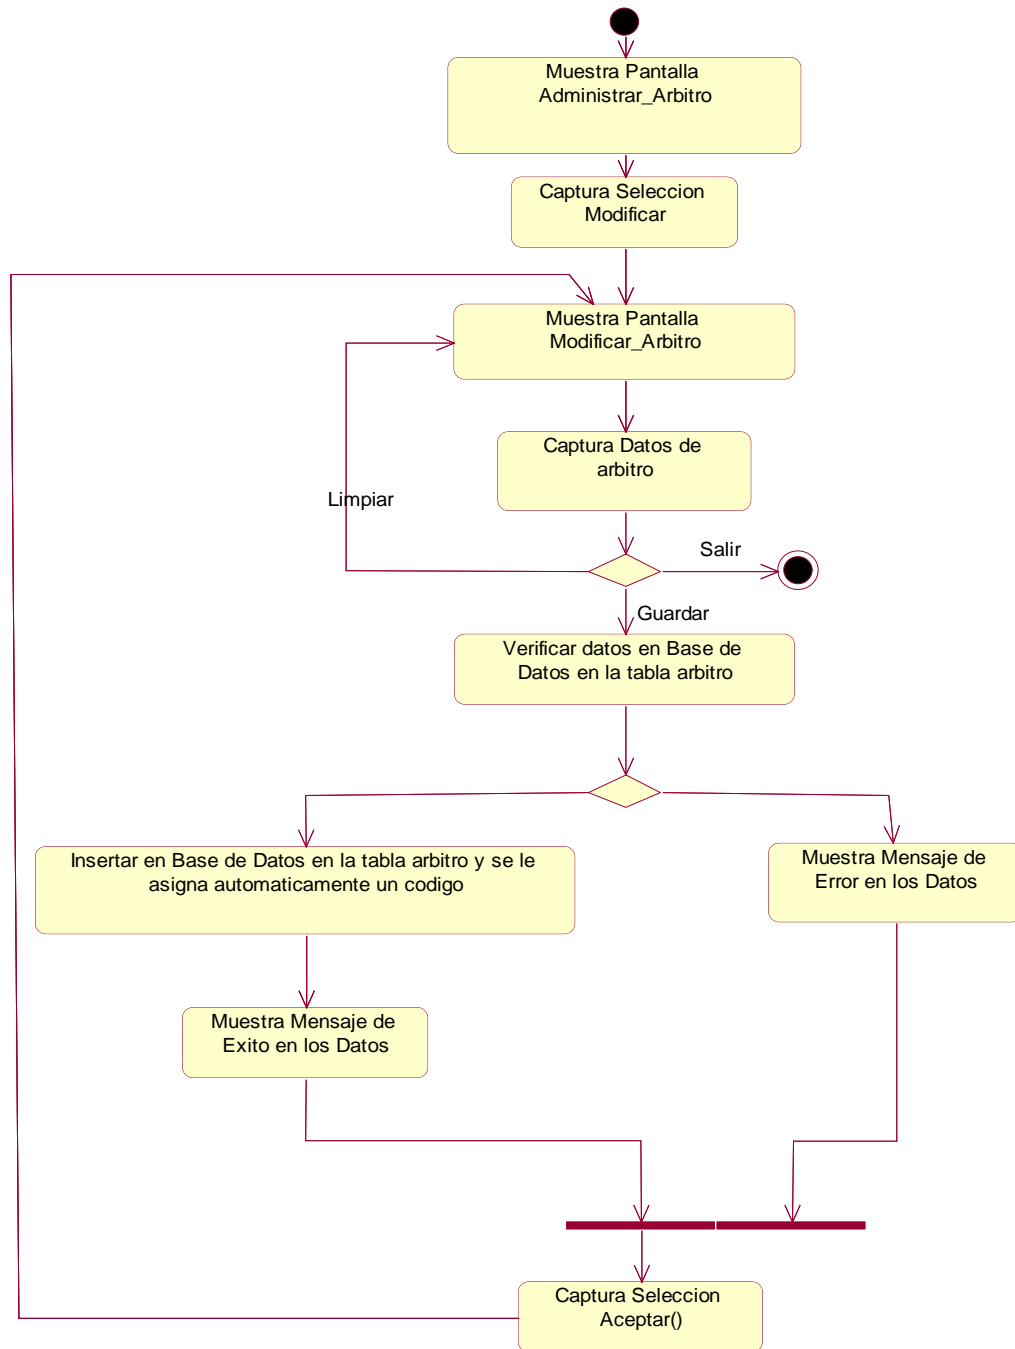 Muestra Pantalla
Administrar_Arbitro
Captura Seleccion
Modificar
Muestra Pantalla
Modificar_Arbitro
Captura Datos de
arbitro
Limpiar
Salir
Guardar
Verificar datos en Base de
Datos en la tabla arbitro
Insertar en Base de Datos en la tabla arbitro y se le
asigna automaticamente un codigo
Muestra Mensaje de
Error en los Datos
Muestra Mensaje de
Exito en los Datos
Captura Seleccion
Aceptar()